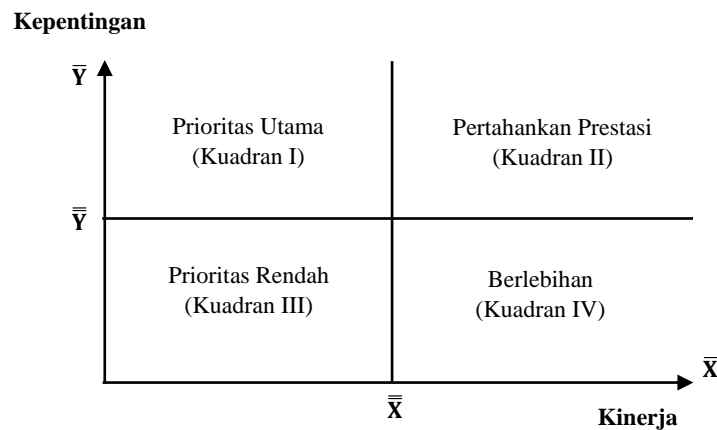 Kepentingan
Y̅
Prioritas Utama
(Kuadran I)
Pertahankan Prestasi
(Kuadran II)
Y̿
Prioritas Rendah
(Kuadran III)
Berlebihan
(Kuadran IV)
X̅
X̿
Kinerja